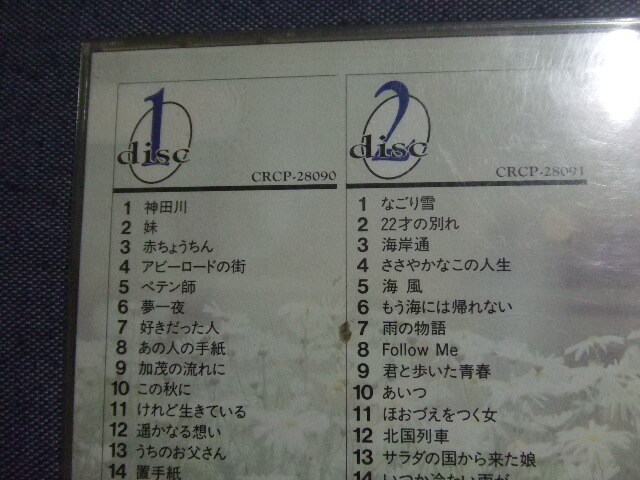 1
disc
CRCP-28090
1 神田川
2 妹
3 赤ちょうちん
4 アビーロードの街
5 ペテン師
6 夢一夜
7 好きだった人
8 あの人の手紙
9 加茂の流れに
10 この秋に
11 けれど生きている
12 遥かなる想い
13 うちのお父さん
14 置手紙
2
disc
CRCP-28091
1 なごり雪
2 22才の別れ
3 海岸通
4 ささやかなこの人生
5 海風
6 もう海には帰れない
7 雨の物語
8 Follow Me
9 君と歩いた青春
10 あいつ
11 ほおづえをつく女
12 北国列車
13 サラダの国から来た娘
14 いつか冷たい雨が